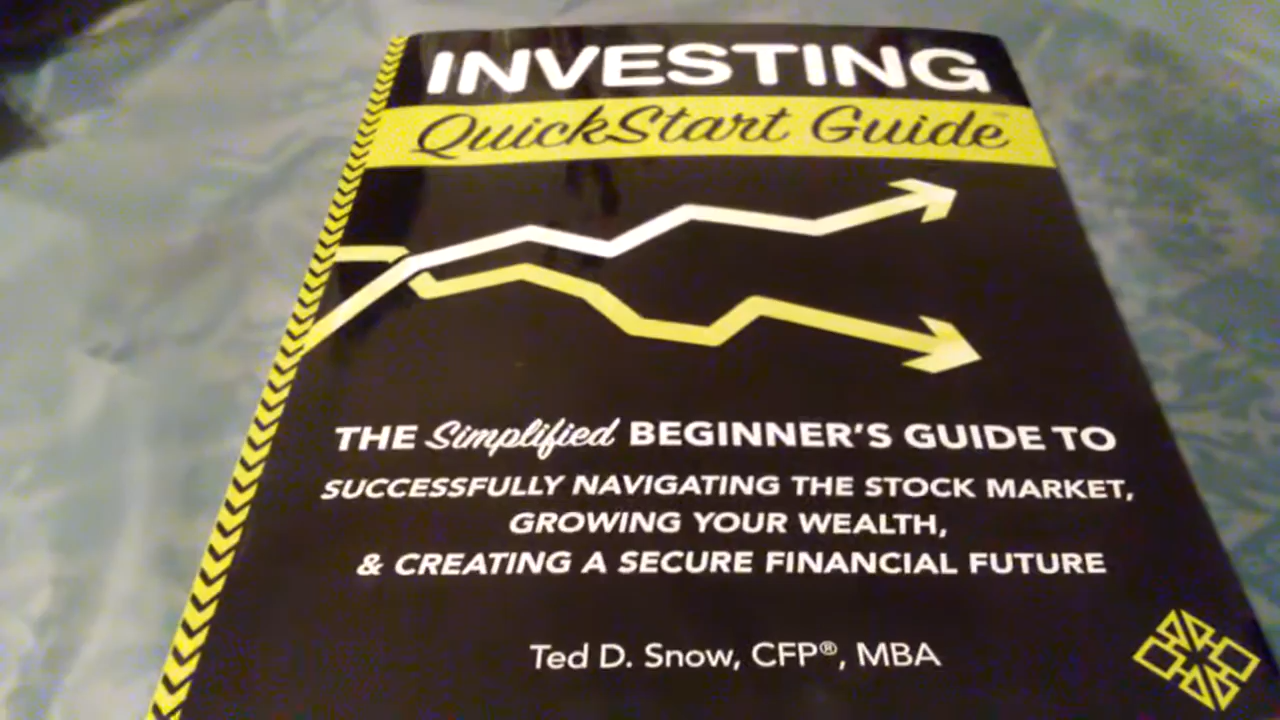 INVESTING
QuickStart Guide™
THE Simplified BEGINNER'S GUIDE TO
SUCCESSFULLY NAVIGATING THE STOCK MARKET,
GROWING YOUR WEALTH,
& CREATING A SECURE FINANCIAL FUTURE
Ted D. Snow, CFP®, MBA